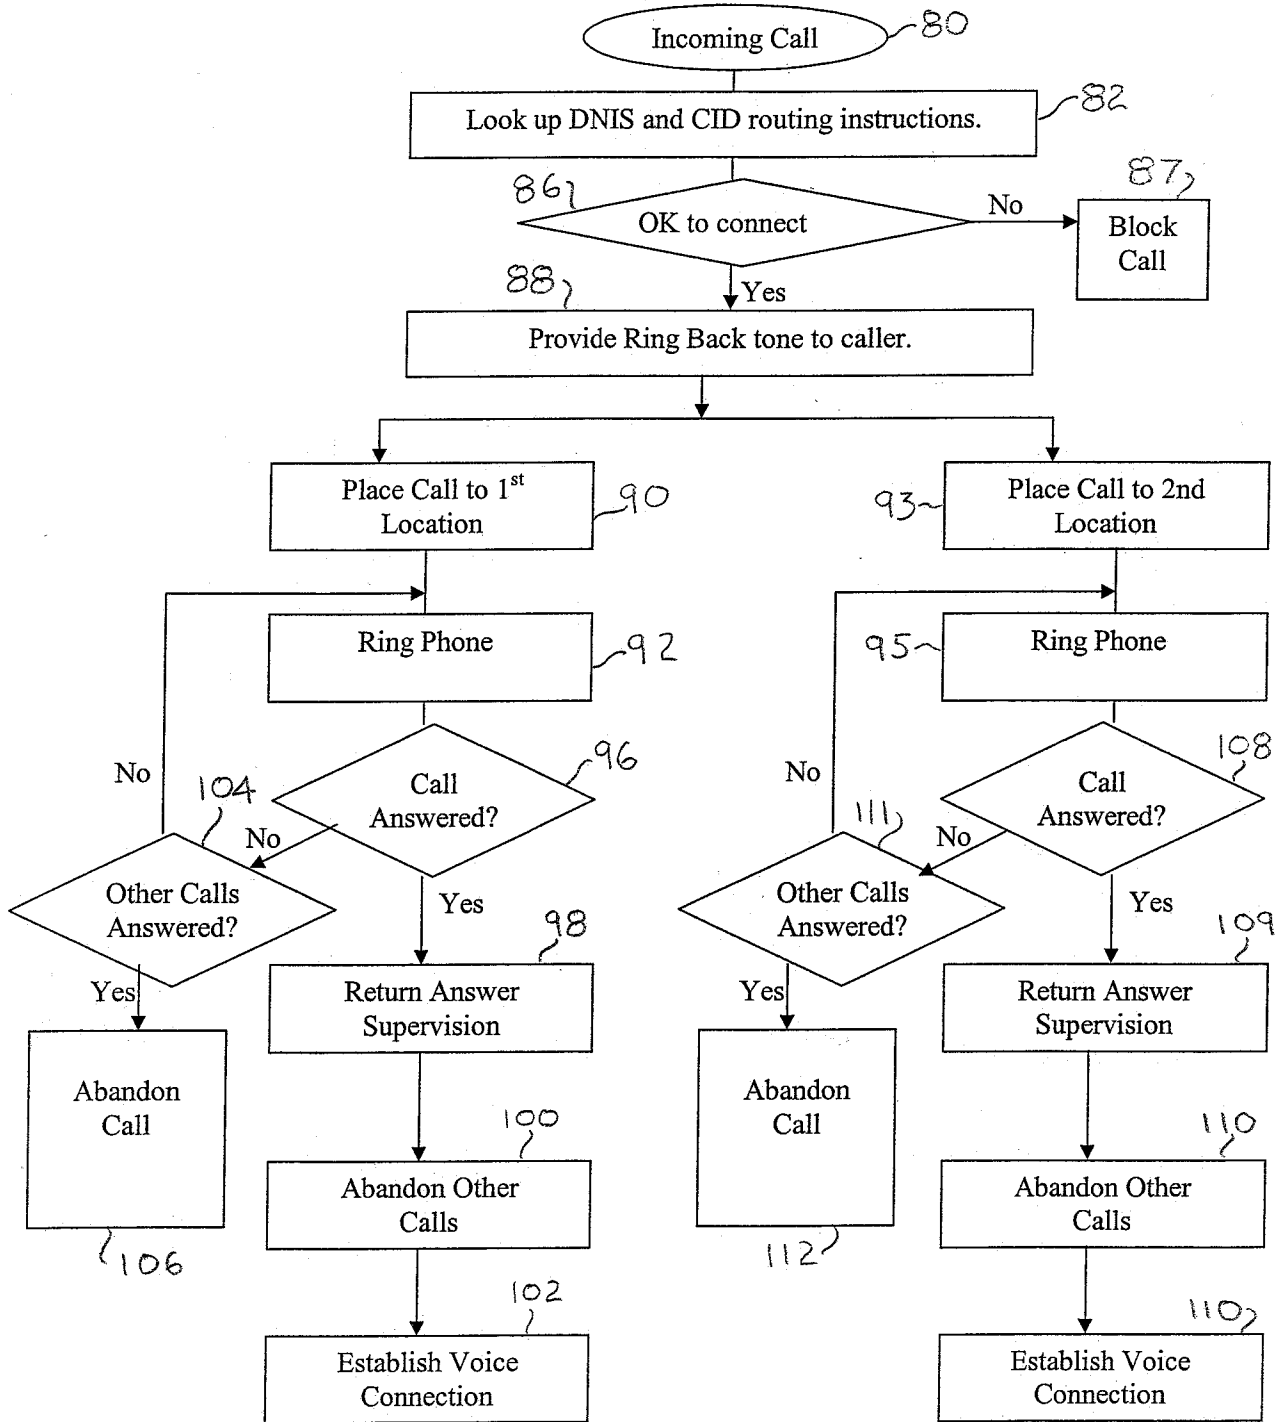 Incoming Call
80
Look up DNIS and CID routing instructions.
82
86
OK to connect
No
87
Block
Call
88
Yes
Provide Ring Back tone to caller.
Place Call to 1st
Location
90
93
Place Call to 2nd
Location
Ring Phone
92
95
Ring Phone
No
104
Call
Answered?
96
No
Other Calls
Answered?
Yes
Yes
98
Return Answer
Supervision
Abandon
Call
106
100
Abandon Other
Calls
102
Establish Voice
Connection
No
111
Call
Answered?
108
No
Other Calls
Answered?
Yes
Yes
109
Return Answer
Supervision
Abandon
Call
112
110
Abandon Other
Calls
110
Establish Voice
Connection